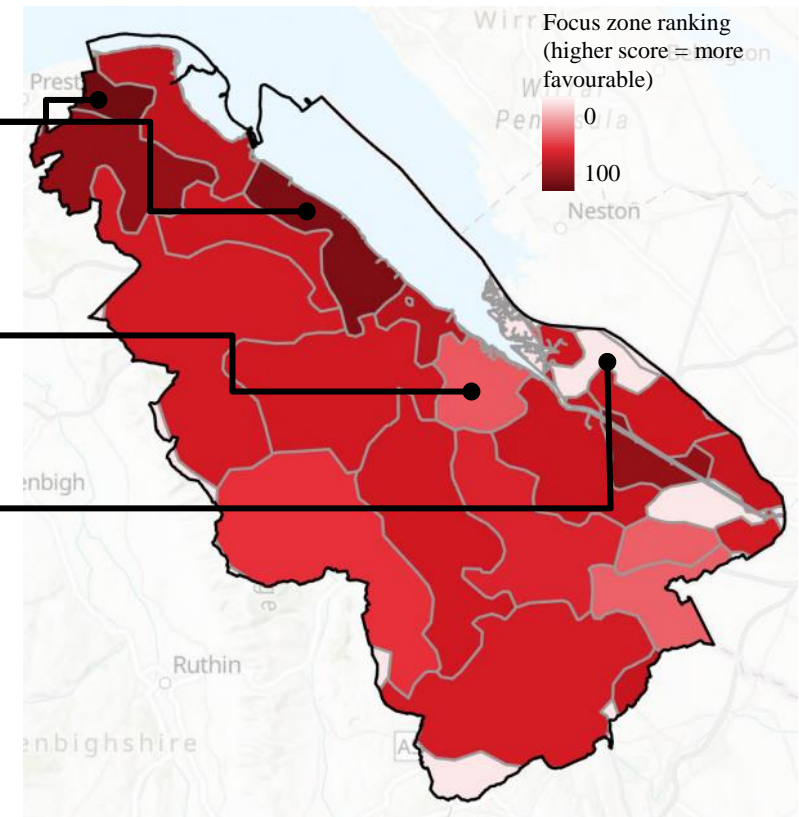 Focus zone ranking
(higher score = more
favourable)
0
100
Wirral
Peninsula
Neston
Prest
enbigh
Ruthin
enbighshire